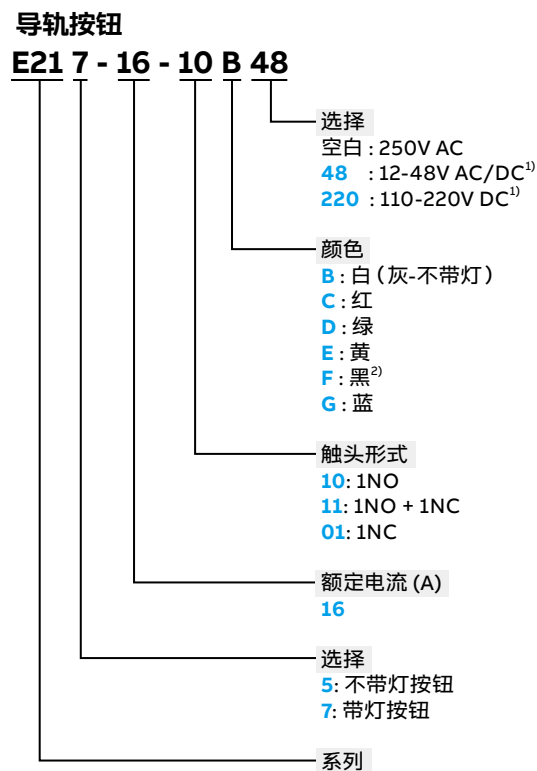 导轨按钮
E21 7 - 16 - 10 B 48
选择
空白 : 250V AC
48 : 12-48V AC/DC1)
220 : 110-220V DC1)
颜色
B : 白 (灰-不带灯)
C : 红
D : 绿
E : 黄
F : 黑2)
G : 蓝
触头形式
10: 1NO
11: 1NO + 1NC
01: 1NC
额定电流 (A)
16
选择
5: 不带灯按钮
7: 带灯按钮
系列